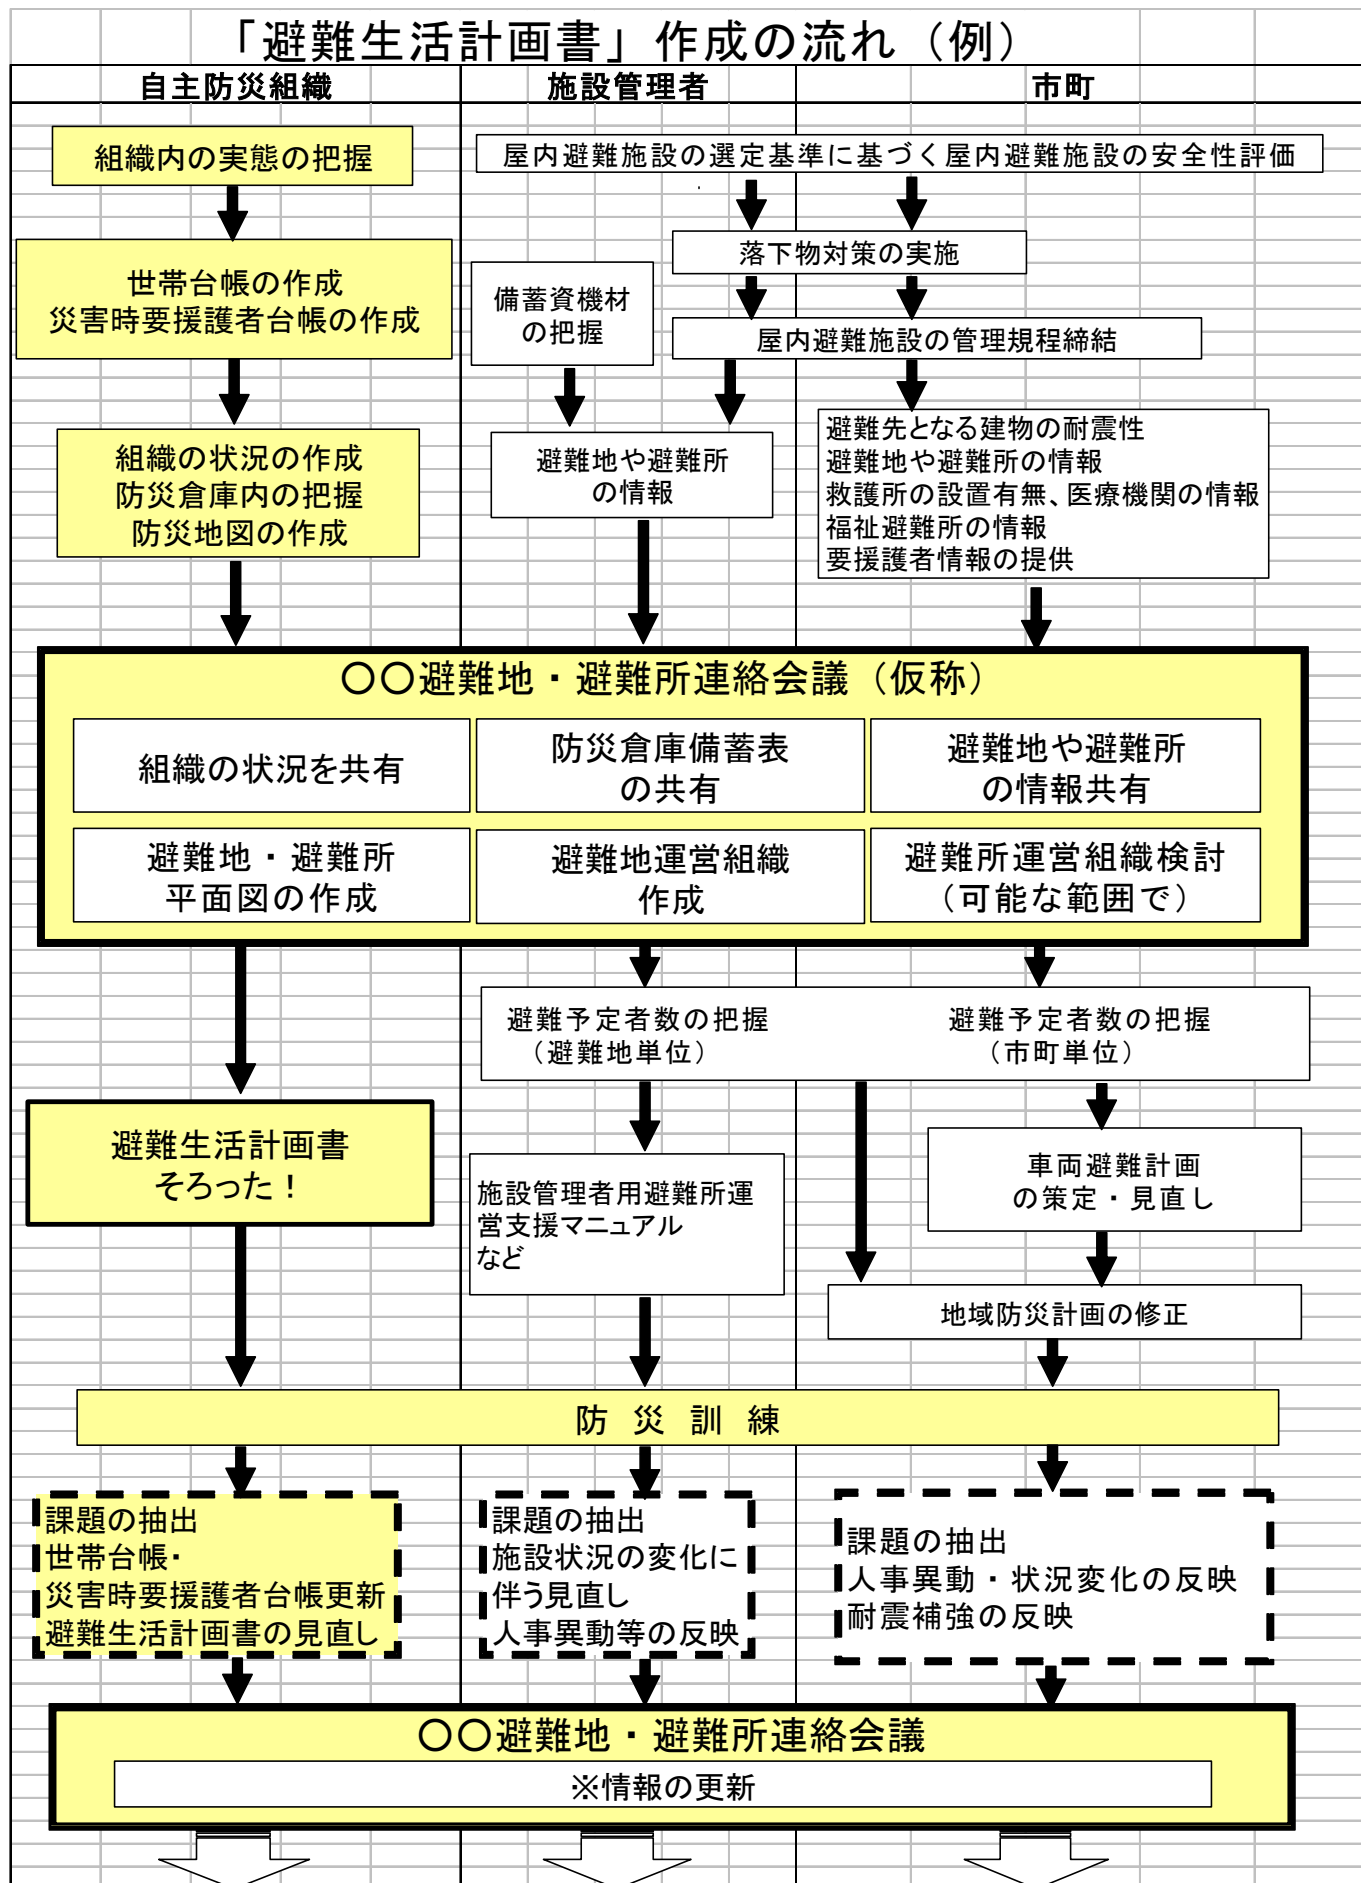 「避難生活計画書」作成の流れ（例）
自主防災組織
施設管理者
市町
組織内の実態の把握
屋内避難施設の選定基準に基づく屋内避難施設の安全性評価
落下物対策の実施
世帯台帳の作成
災害時要援護者台帳の作成
備蓄資機材
の把握
屋内避難施設の管理規程締結
組織の状況の作成
防災倉庫内の把握
防災地図の作成
避難地や避難所
の情報
避難先となる建物の耐震性
避難地や避難所の情報
救護所の設置有無、医療機関の情報
福祉避難所の情報
要援護者情報の提供
〇〇避難地・避難所連絡会議（仮称）
組織の状況を共有
防災倉庫備蓄表
の共有
避難地や避難所
の情報共有
避難地・避難所
平面図の作成
避難地運営組織
作成
避難所運営組織検討
（可能な範囲で）
避難予定者数の把握
（避難地単位）
避難予定者数の把握
（市町単位）
避難生活計画書
そろった！
施設管理者用避難所運
営支援マニュアル
など
車両避難計画
の策定・見直し
地域防災計画の修正
防災訓練
課題の抽出
世帯台帳・
災害時要援護者台帳更新
避難生活計画書の見直し
課題の抽出
施設状況の変化に
伴う見直し
人事異動等の反映
課題の抽出
人事異動・状況変化の反映
耐震補強の反映
〇〇避難地・避難所連絡会議
※情報の更新